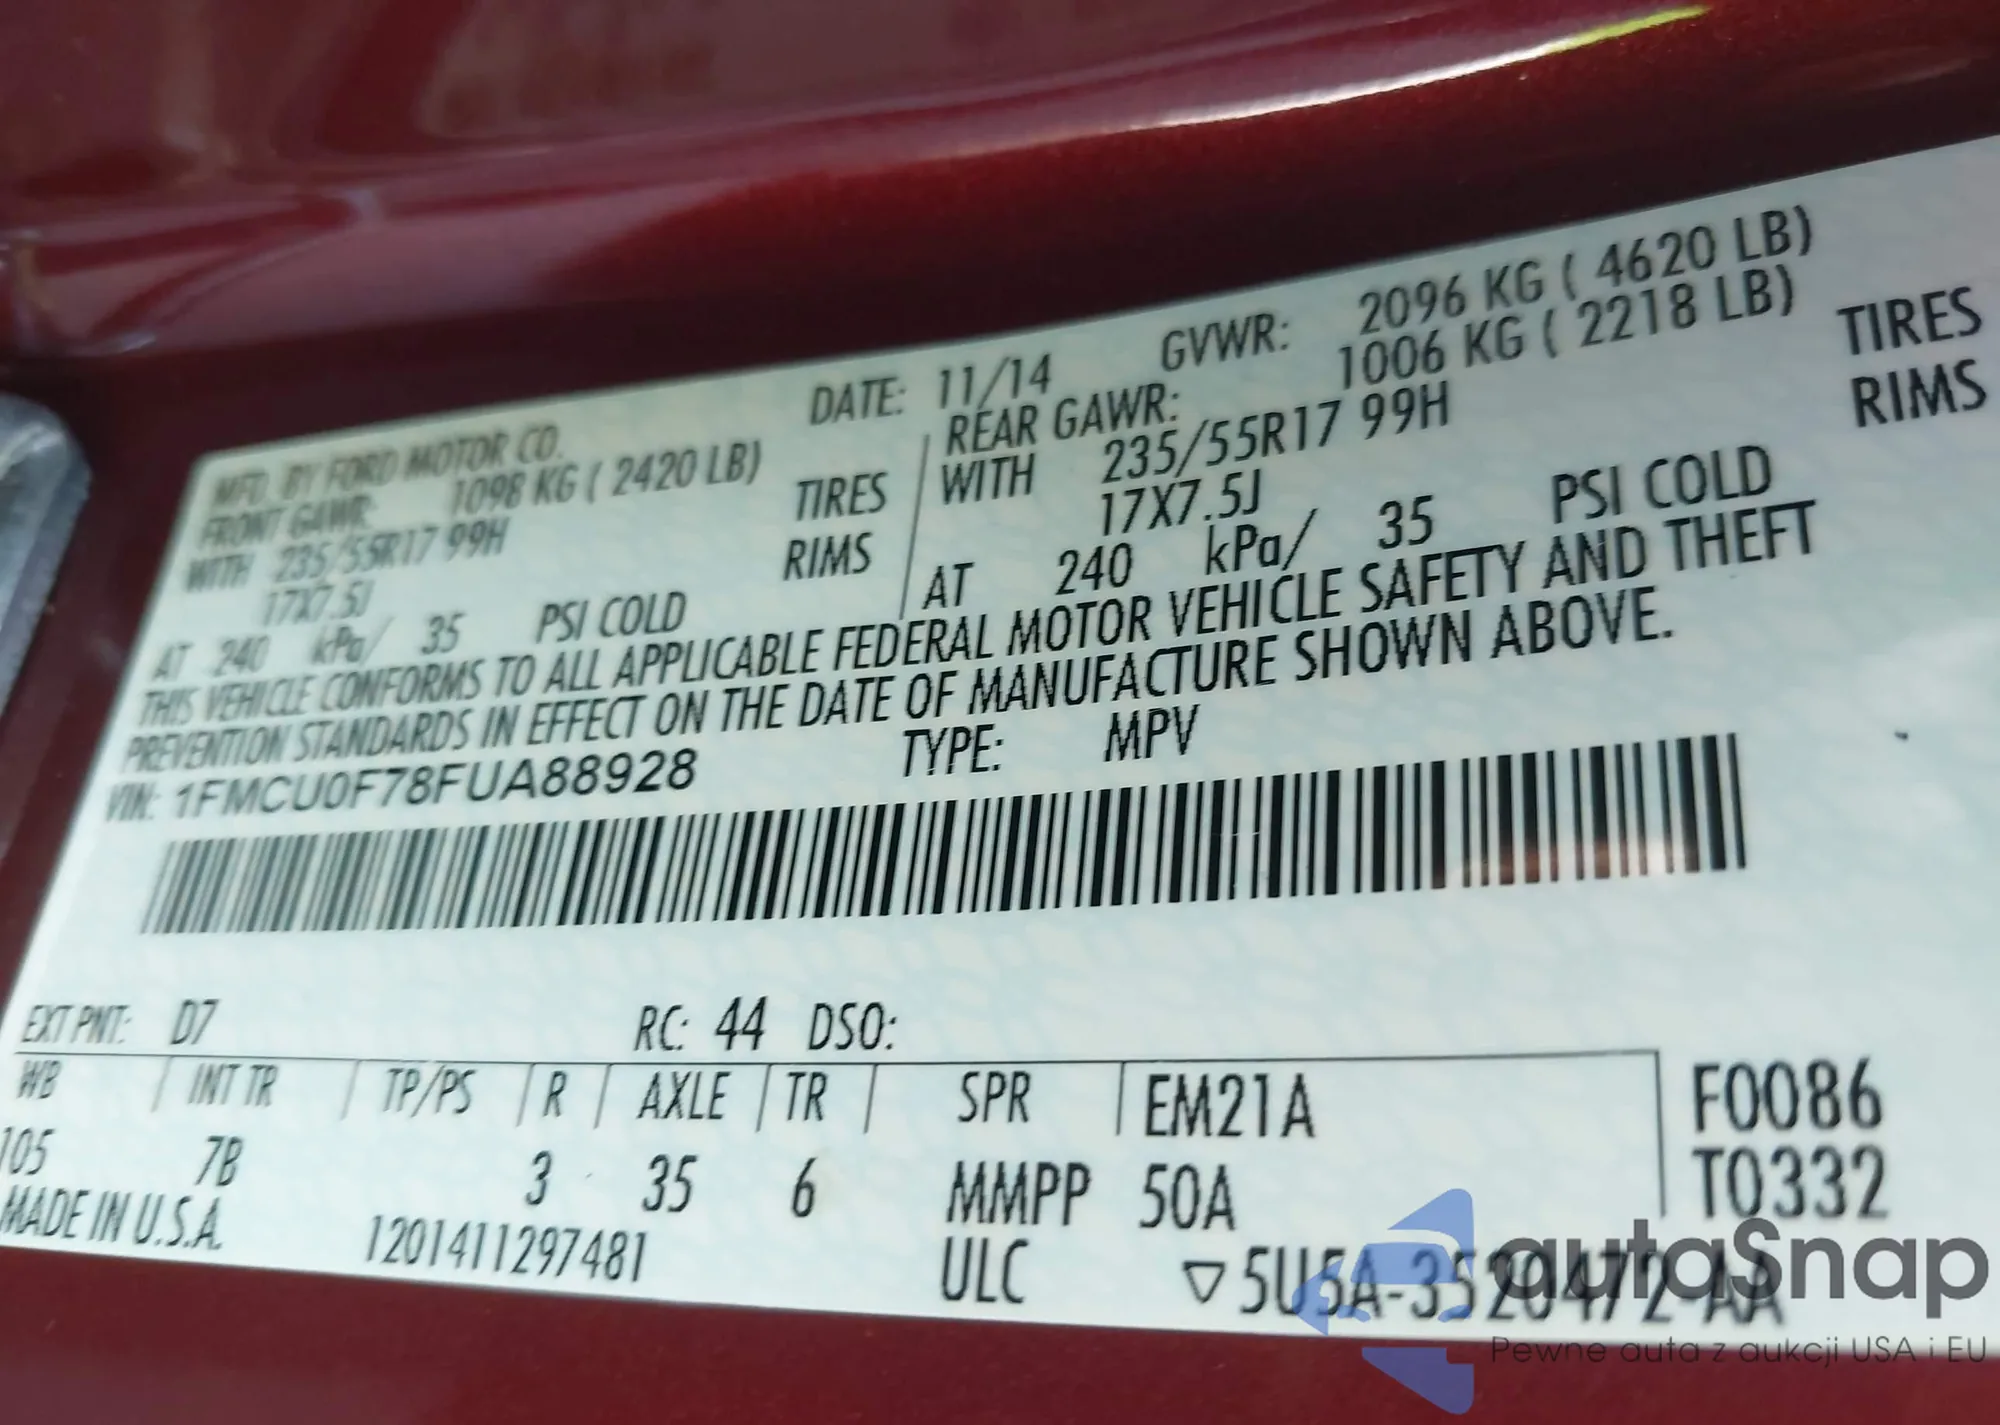 MFD. BY FORD MOTOR CO. DATE: 11/14 GVWR: 2096 KG ( 4620 LB)
FRONT GAWR: 1098 KG ( 2420 LB) REAR GAWR: 1006 KG ( 2218 LB)
WITH 235/55R17 99H TIRES WITH 235/55R17 99H TIRES
17X7.5J RIMS 17X7.5J RIMS
AT 240 kPa/ 35 PSI COLD AT 240 kPa/ 35 PSI COLD
THIS VEHICLE CONFORMS TO ALL APPLICABLE FEDERAL MOTOR VEHICLE SAFETY AND THEFT
PREVENTION STANDARDS IN EFFECT ON THE DATE OF MANUFACTURE SHOWN ABOVE.
VIN: 1FMCU0F78FUA88928 TYPE: MPV
EXT PNT: D7 RC: 44 DSO:
WB INT TR TP/PS R AXLE TR SPR EM21A F0086
105 7B 3 35 6 MMPP 50A T0332
MADE IN U.S.A. 1201411297481 ULC ▽5U5A-3520472-AA
autoSnap
Pewne auta z aukcji USA i EU